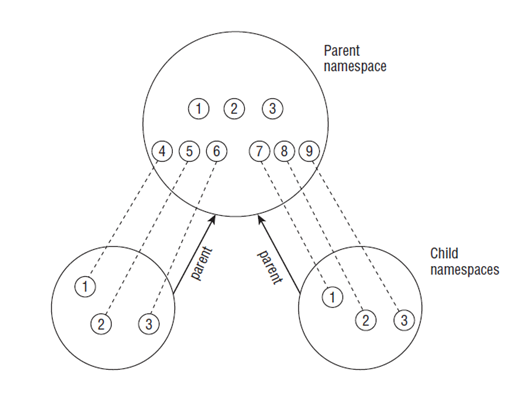 Parent
namespace
1 2 3
4 5 6 7 8 9
parent
parent
Child
namespaces
1
2 3
1
2 3